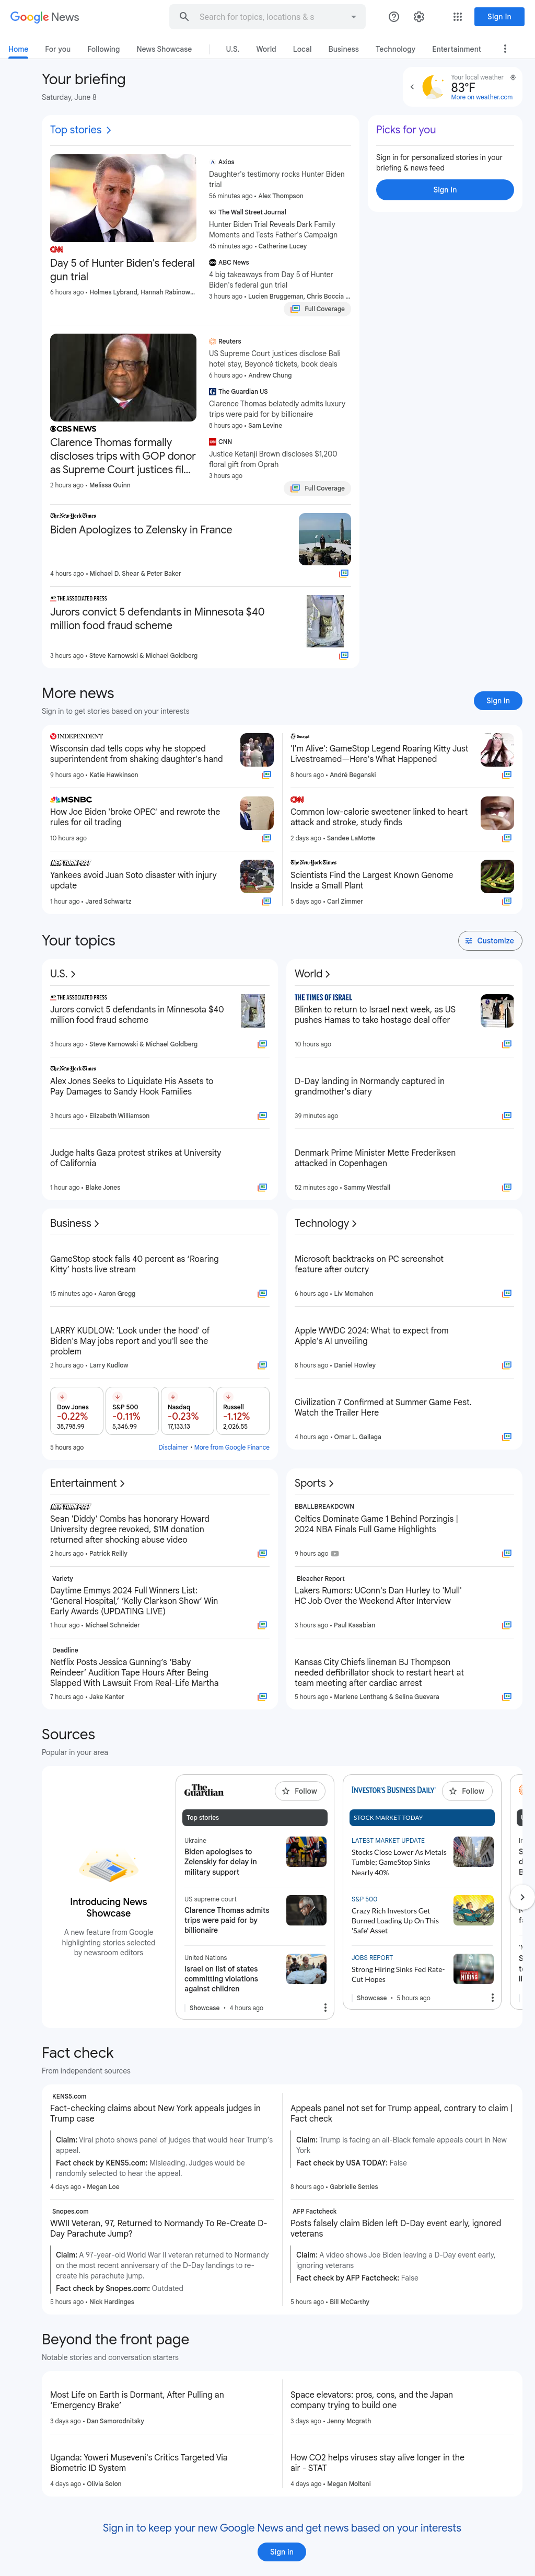 Google News
Search for topics, locations & s
Sign in
Home
For you
Following
News Showcase
U.S.
World
Local
Business
Technology
Entertainment
Your briefing
Saturday, June 8
Your local weather
83°F
More on weather.com
Top stories
CNN
Day 5 of Hunter Biden's federal
gun trial
6 hours ago • Holmes Lybrand, Hannah Rabinow...
Axios
Daughter's testimony rocks Hunter Biden
trial
56 minutes ago • Alex Thompson
WSJ The Wall Street Journal
Hunter Biden Trial Reveals Dark Family
Moments and Tests Father's Campaign
45 minutes ago • Catherine Lucey
ABC News
4 big takeaways from Day 5 of Hunter
Biden's federal gun trial
3 hours ago • Lucien Bruggeman, Chris Boccia ...
Full Coverage
Picks for you
Sign in for personalized stories in your
briefing & news feed
Sign in
CBS NEWS
Clarence Thomas formally
discloses trips with GOP donor
as Supreme Court justices fil...
2 hours ago • Melissa Quinn
Reuters
US Supreme Court justices disclose Bali
hotel stay, Beyoncé tickets, book deals
6 hours ago • Andrew Chung
The Guardian US
Clarence Thomas belatedly admits luxury
trips were paid for by billionaire
8 hours ago • Sam Levine
CNN
Justice Ketanji Brown discloses $1,200
floral gift from Oprah
3 hours ago
Full Coverage
The New York Times
Biden Apologizes to Zelensky in France
4 hours ago • Michael D. Shear & Peter Baker
AP THE ASSOCIATED PRESS
Jurors convict 5 defendants in Minnesota $40
million food fraud scheme
3 hours ago • Steve Karnowski & Michael Goldberg
More news
Sign in to get stories based on your interests
Sign in
INDEPENDENT
Wisconsin dad tells cops why he stopped
superintendent from shaking daughter's hand
9 hours ago • Katie Hawkinson
Decrypt
'I'm Alive': GameStop Legend Roaring Kitty Just
Livestreamed—Here's What Happened
8 hours ago • André Beganski
MSNBC
How Joe Biden 'broke OPEC' and rewrote the
rules for oil trading
10 hours ago
CNN
Common low-calorie sweetener linked to heart
attack and stroke, study finds
2 days ago • Sandee LaMotte
New York Post
Yankees avoid Juan Soto disaster with injury
update
1 hour ago • Jared Schwartz
The New York Times
Scientists Find the Largest Known Genome
Inside a Small Plant
5 days ago • Carl Zimmer
Your topics
Customize
U.S.
AP THE ASSOCIATED PRESS
Jurors convict 5 defendants in Minnesota $40
million food fraud scheme
3 hours ago • Steve Karnowski & Michael Goldberg
The New York Times
Alex Jones Seeks to Liquidate His Assets to
Pay Damages to Sandy Hook Families
3 hours ago • Elizabeth Williamson
Judge halts Gaza protest strikes at University
of California
1 hour ago • Blake Jones
World
THE TIMES OF ISRAEL
Blinken to return to Israel next week, as US
pushes Hamas to take hostage deal offer
10 hours ago
D-Day landing in Normandy captured in
grandmother's diary
39 minutes ago
Denmark Prime Minister Mette Frederiksen
attacked in Copenhagen
52 minutes ago • Sammy Westfall
Business
GameStop stock falls 40 percent as 'Roaring
Kitty' hosts live stream
15 minutes ago • Aaron Gregg
LARRY KUDLOW: 'Look under the hood' of
Biden's May jobs report and you'll see the
problem
2 hours ago • Larry Kudlow
Dow Jones
-0.22%
38,798.99
S&P 500
-0.11%
5,346.99
Nasdaq
-0.23%
17,133.13
Russell
-1.12%
2,026.55
5 hours ago
Disclaimer • More from Google Finance
Technology
Microsoft backtracks on PC screenshot
feature after outcry
6 hours ago • Liv Mcmahon
Apple WWDC 2024: What to expect from
Apple's AI unveiling
8 hours ago • Daniel Howley
Civilization 7 Confirmed at Summer Game Fest.
Watch the Trailer Here
4 hours ago • Omar L. Gallaga
Entertainment
New York Post
Sean 'Diddy' Combs has honorary Howard
University degree revoked, $1M donation
returned after shocking abuse video
2 hours ago • Patrick Reilly
Variety
Daytime Emmys 2024 Full Winners List:
'General Hospital,' 'Kelly Clarkson Show' Win
Early Awards (UPDATING LIVE)
1 hour ago • Michael Schneider
Deadline
Netflix Posts Jessica Gunning's 'Baby
Reindeer' Audition Tape Hours After Being
Slapped With Lawsuit From Real-Life Martha
7 hours ago • Jake Kanter
Sports
BBALLBREAKDOWN
Celtics Dominate Game 1 Behind Porzingis |
2024 NBA Finals Full Game Highlights
9 hours ago
Bleacher Report
Lakers Rumors: UConn's Dan Hurley to 'Mull'
HC Job Over the Weekend After Interview
3 hours ago • Paul Kasabian
Kansas City Chiefs lineman BJ Thompson
needed defibrillator shock to restart heart at
team meeting after cardiac arrest
5 hours ago • Marlene Lenthang & Selina Guevara
Sources
Popular in your area
Introducing News
Showcase
A new feature from Google
highlighting stories selected
by newsroom editors
The Guardian
Follow
Top stories
Ukraine
Biden apologises to
Zelenskiy for delay in
military support
US supreme court
Clarence Thomas admits
trips were paid for by
billionaire
United Nations
Israel on list of states
committing violations
against children
Showcase • 4 hours ago
INVESTOR'S BUSINESS DAILY
Follow
STOCK MARKET TODAY
LATEST MARKET UPDATE
Stocks Close Lower As Metals
Tumble; GameStop Sinks
Nearly 40%
S&P 500
Crazy Rich Investors Get
Burned Loading Up On This
'Safe' Asset
JOBS REPORT
Strong Hiring Sinks Fed Rate-
Cut Hopes
HIRING
Showcase • 5 hours ago
Fact check
From independent sources
KENS5.com
Fact-checking claims about New York appeals judges in
Trump case
Claim: Viral photo shows panel of judges that would hear Trump's
appeal.
Fact check by KENS5.com: Misleading. Judges would be
randomly selected to hear the appeal.
4 days ago • Megan Loe
Appeals panel not set for Trump appeal, contrary to claim |
Fact check
Claim: Trump is facing an all-Black female appeals court in New
York
Fact check by USA TODAY: False
8 hours ago • Gabrielle Settles
Snopes.com
WWII Veteran, 97, Returned to Normandy To Re-Create D-
Day Parachute Jump?
Claim: A 97-year-old World War II veteran returned to Normandy
on the most recent anniversary of the D-Day landings to re-
create his parachute jump.
Fact check by Snopes.com: Outdated
5 hours ago • Nick Hardinges
AFP Factcheck
Posts falsely claim Biden left D-Day event early, ignored
veterans
Claim: A video shows Joe Biden leaving a D-Day event early,
ignoring veterans
Fact check by AFP Factcheck: False
5 hours ago • Bill McCarthy
Beyond the front page
Notable stories and conversation starters
Most Life on Earth is Dormant, After Pulling an
'Emergency Brake'
3 days ago • Dan Samorodnitsky
Space elevators: pros, cons, and the Japan
company trying to build one
3 days ago • Jenny Mcgrath
Uganda: Yoweri Museveni's Critics Targeted Via
Biometric ID System
4 days ago • Olivia Solon
How CO2 helps viruses stay alive longer in the
air - STAT
4 days ago • Megan Molteni
Sign in to keep your new Google News and get news based on your interests
Sign in